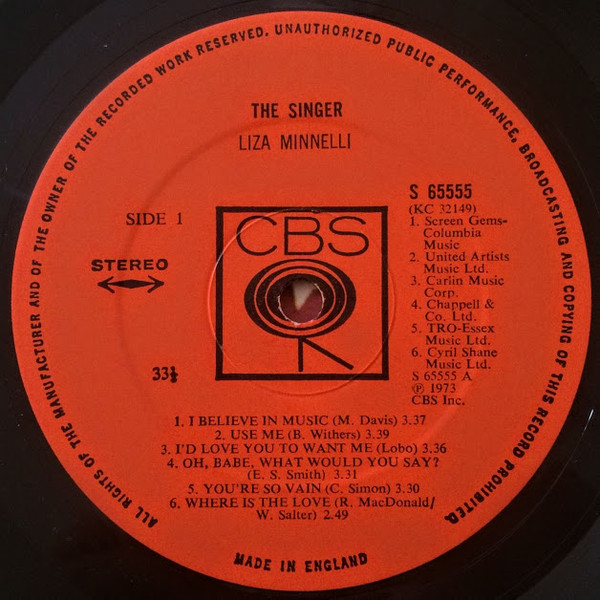 ALL RIGHTS OF THE MANUFACTURER AND OF THE OWNER OF THE RECORDED WORK RESERVED. UNAUTHORIZED PUBLIC PERFORMANCE, BROADCASTING AND COPYING OF THIS RECORD PROHIBITED.
THE SINGER
LIZA MINNELLI
SIDE 1
STEREO
33⅓
CBS
S 65555
(KC 32149)
1. Screen Gems-
Columbia
Music
2. United Artists
Music Ltd.
3. Carlin Music
Corp.
4. Chappell &
Co. Ltd.
5. TRO-Essex
Music Ltd.
6. Cyril Shane
Music Ltd.
S 65555 A
℗ 1973
CBS Inc.
1. I BELIEVE IN MUSIC (M. Davis) 3.37
2. USE ME (B. Withers) 3.39
3. I'D LOVE YOU TO WANT ME (Lobo) 3.36
4. OH, BABE, WHAT WOULD YOU SAY?
(E. S. Smith) 3.31
5. YOU'RE SO VAIN (C. Simon) 3.30
6. WHERE IS THE LOVE (R. MacDonald/
W. Salter) 2.49
MADE IN ENGLAND